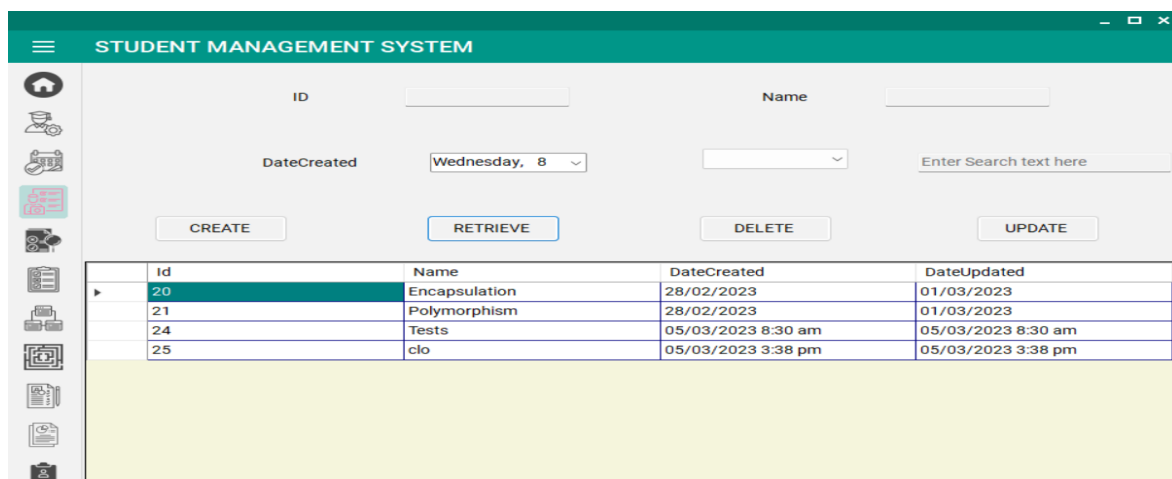 STUDENT MANAGEMENT SYSTEM
ID Name
DateCreated Wednesday, 8 Enter Search text here
CREATE RETRIEVE DELETE UPDATE
Id Name DateCreated DateUpdated
20 Encapsulation 28/02/2023 01/03/2023
21 Polymorphism 28/02/2023 01/03/2023
24 Tests 05/03/2023 8:30 am 05/03/2023 8:30 am
25 clo 05/03/2023 3:38 pm 05/03/2023 3:38 pm